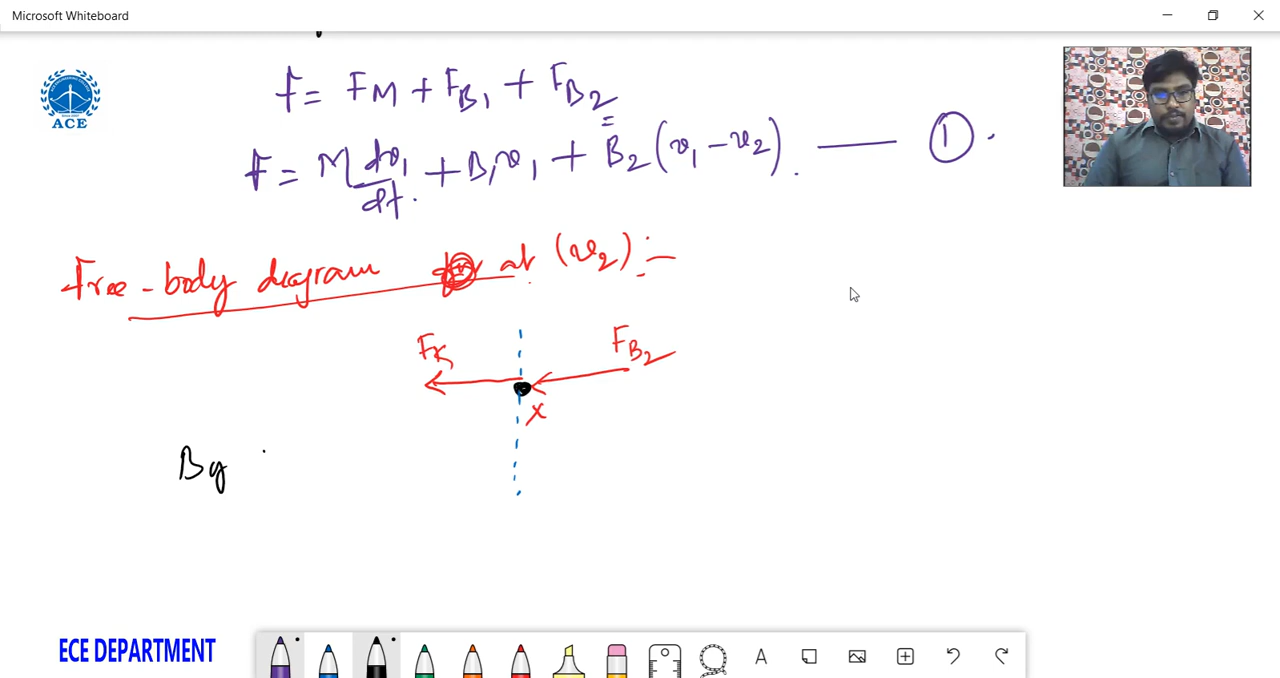 Microsoft Whiteboard
ACE
F = FM + FB1 + FB2
F = M dv1/dt + B1v1 + B2 (v1 - v2). —— ①.
Free-body diagram at (v2):-
FK
FB2
x
By
ECE DEPARTMENT
A